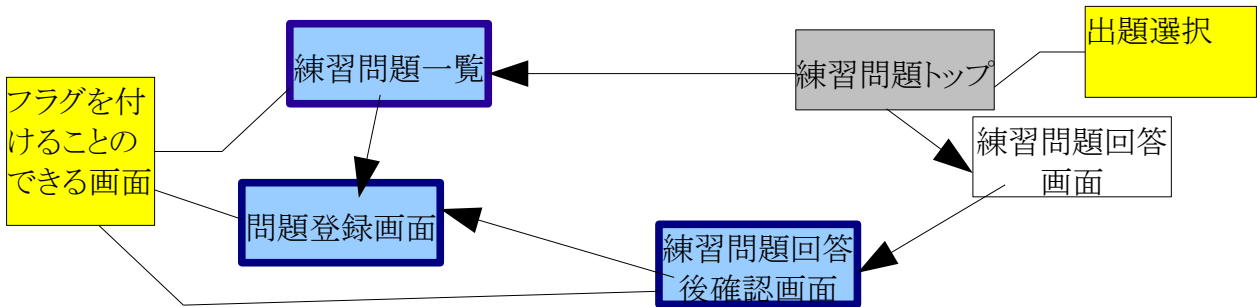 出題選択
練習問題一覧
練習問題トップ
フラグを付
けることの
できる画面
練習問題回答
画面
問題登録画面
練習問題回答
後確認画面